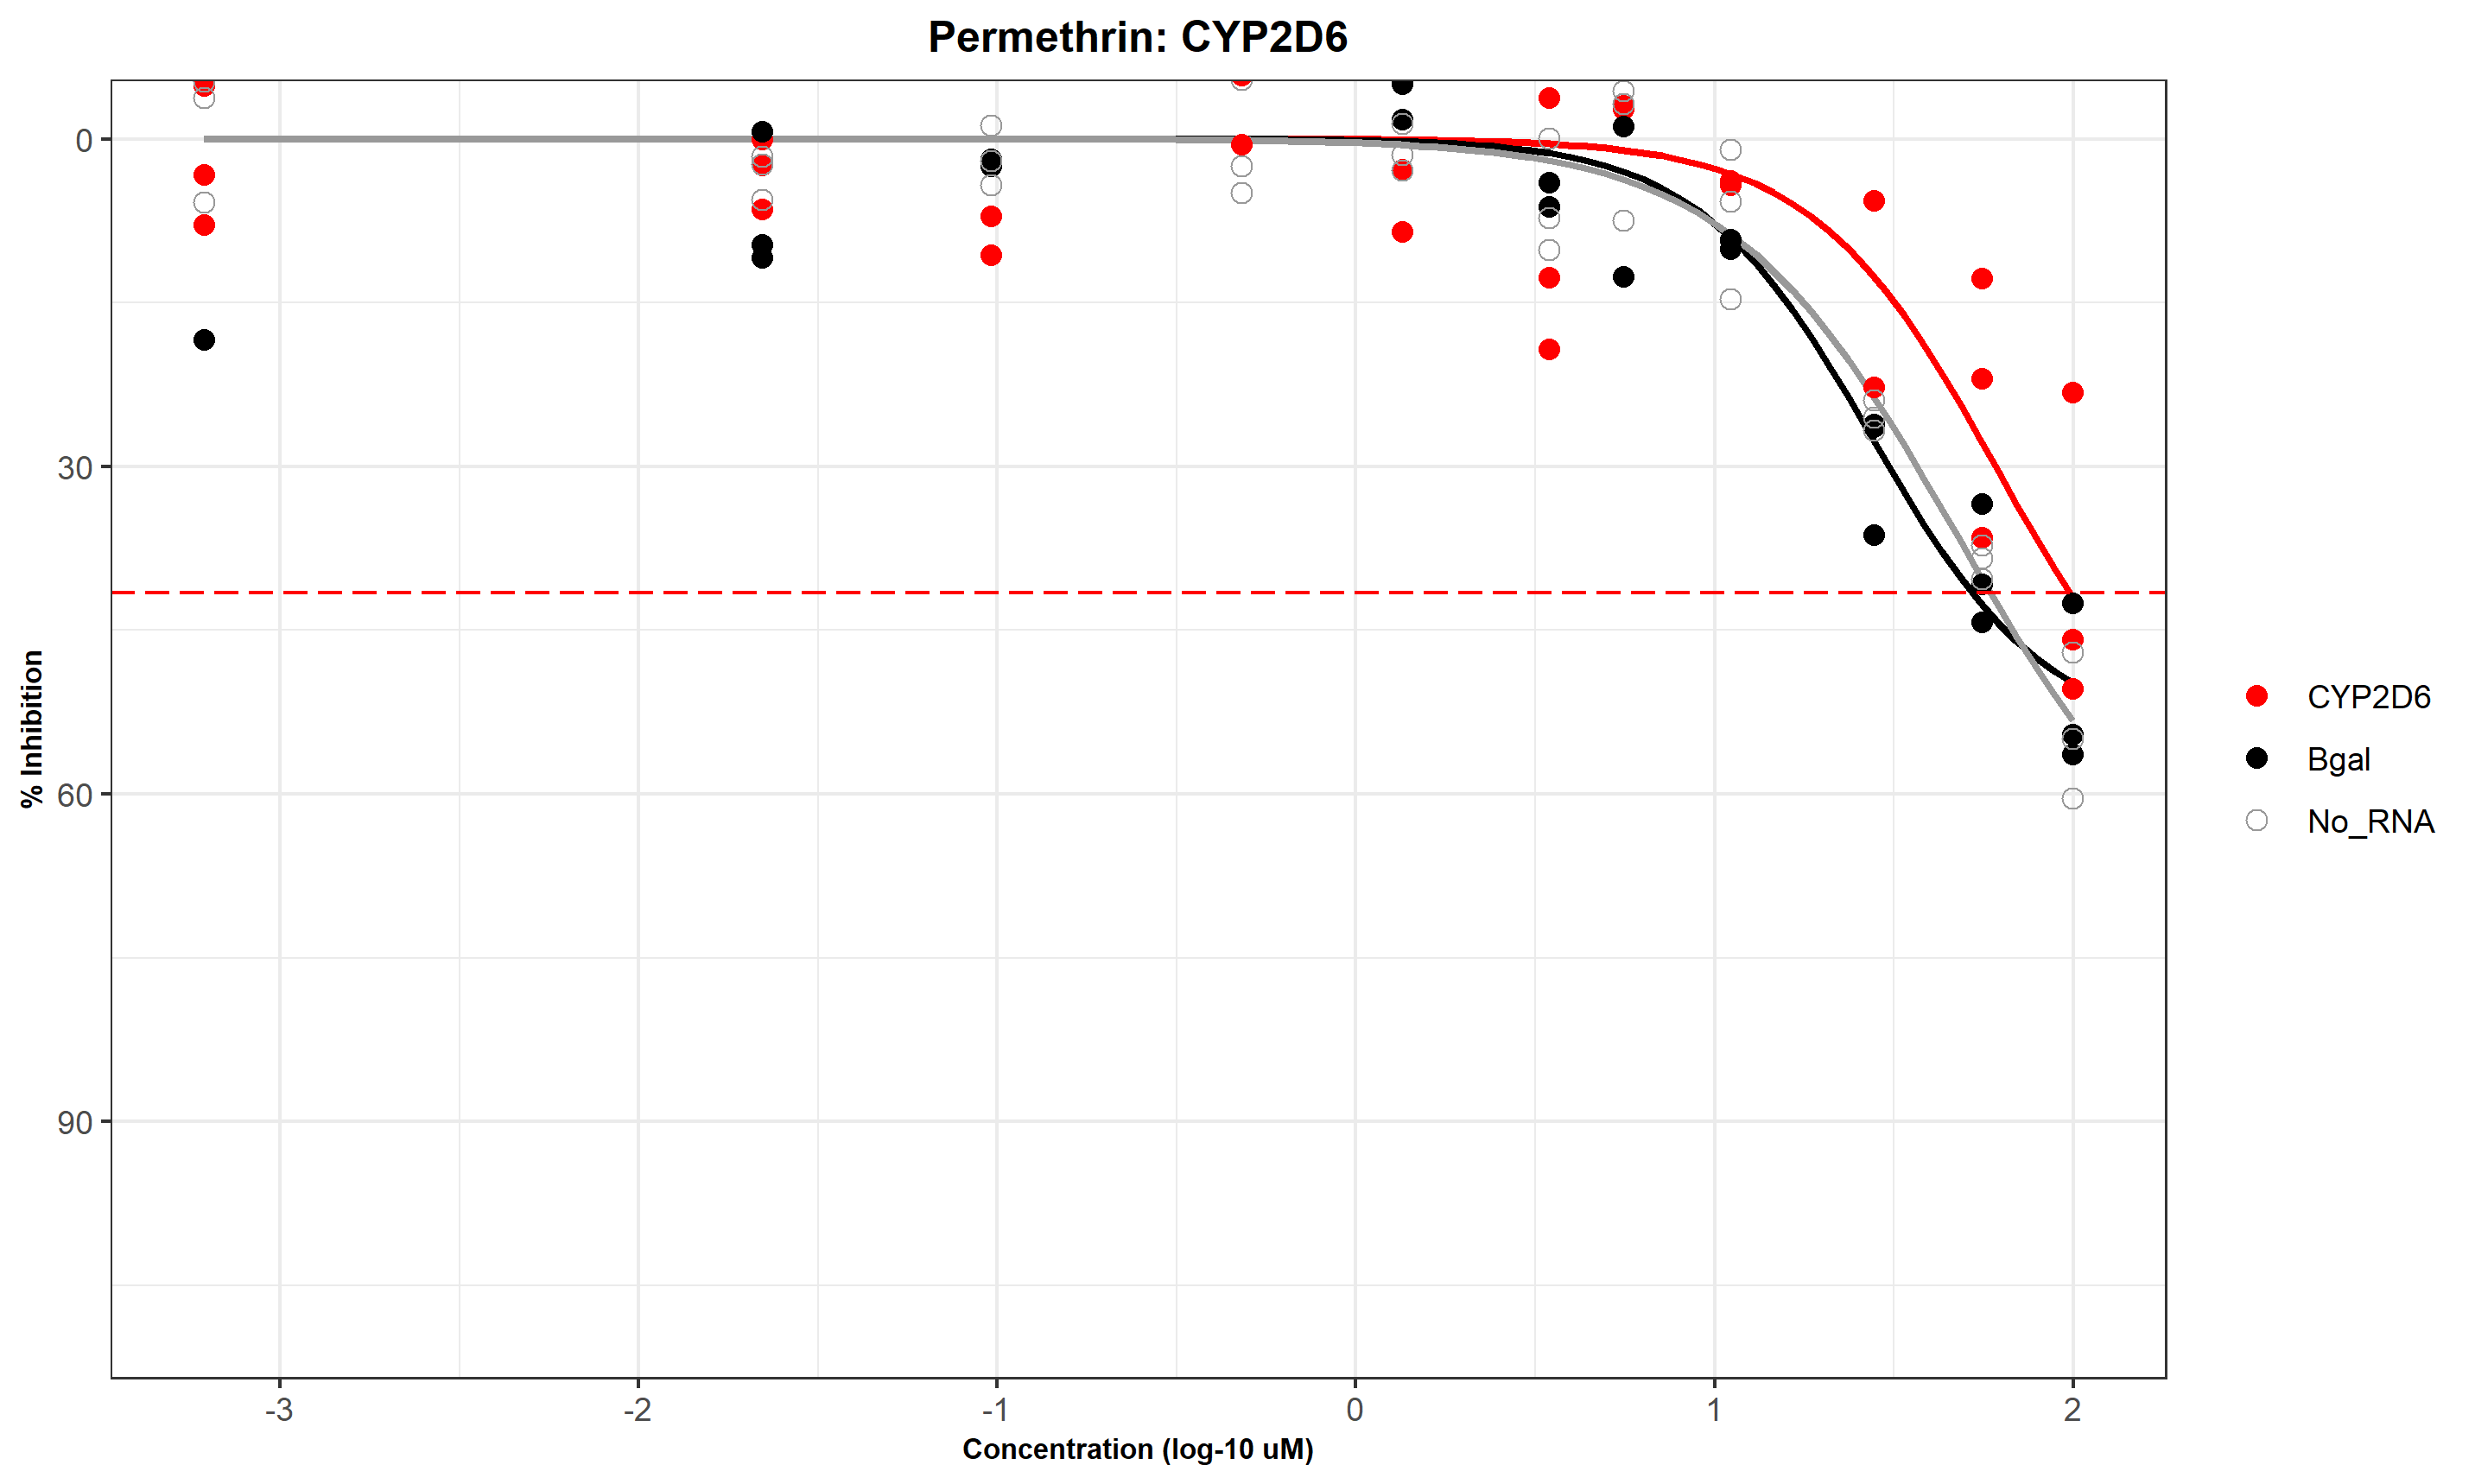 Permethrin: CYP2D6
% Inhibition
0
30
60
90
-3
-2
-1
0
1
2
Concentration (log-10 uM)
CYP2D6
Bgal
No_RNA